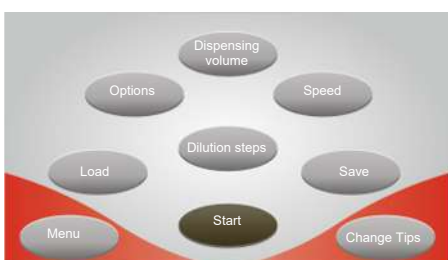 Dispensing
volume
Options
Speed
Dilution steps
Load
Save
Start
Menu
Change Tips